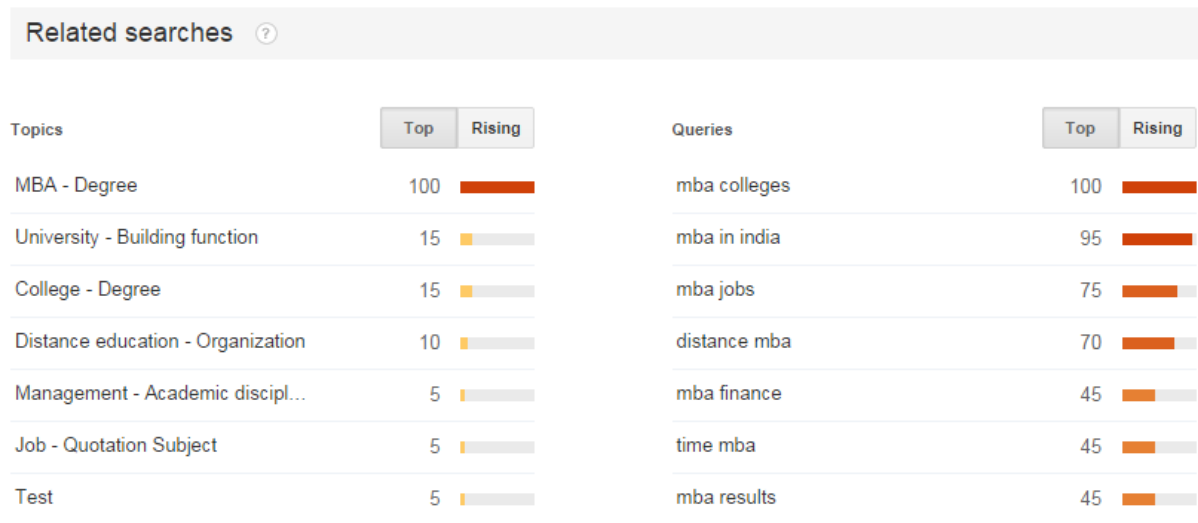 Related searches ?
Topics Top Rising
MBA - Degree 100
University - Building function 15
College - Degree 15
Distance education - Organization 10
Management - Academic discipl... 5
Job - Quotation Subject 5
Test 5
Queries Top Rising
mba colleges 100
mba in india 95
mba jobs 75
distance mba 70
mba finance 45
time mba 45
mba results 45